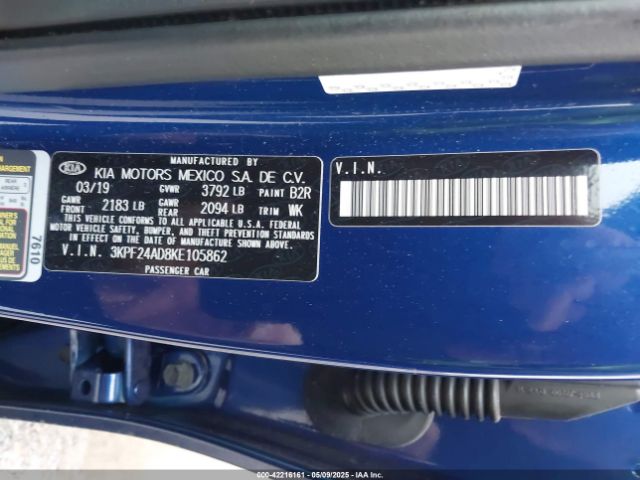 MANUFACTURED BY
KIA KIA MOTORS MEXICO S.A. DE C.V.
03/19 GVWR 3792 LB PAINT B2R
GAWR FRONT 2183 LB GAWR REAR 2094 LB TRIM WK
THIS VEHICLE CONFORMS TO ALL APPLICABLE U.S.A. FEDERAL
MOTOR VEHICLE SAFETY, BUMPER, AND THEFT PREVENTION STANDARDS
IN EFFECT ON THE DATE OF MANUFACTURE SHOWN ABOVE.
V.I.N. 3KPF24AD8KE105862
PASSENGER CAR
V.I.N.
7610
000-42216161 - 05/09/2025 - IAAI.COM